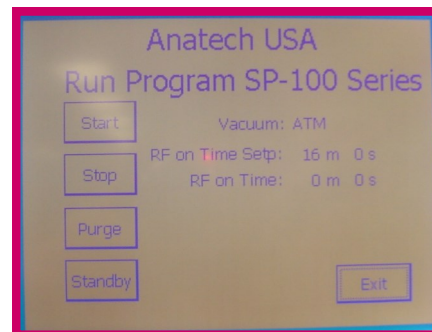 Anatech USA
Run Program SP-100 Series
Start
Vacuum: ATM
RF on Time Setp: 16 m 0 s
Stop
RF on Time: 0 m 0 s
Purge
Standby
Exit